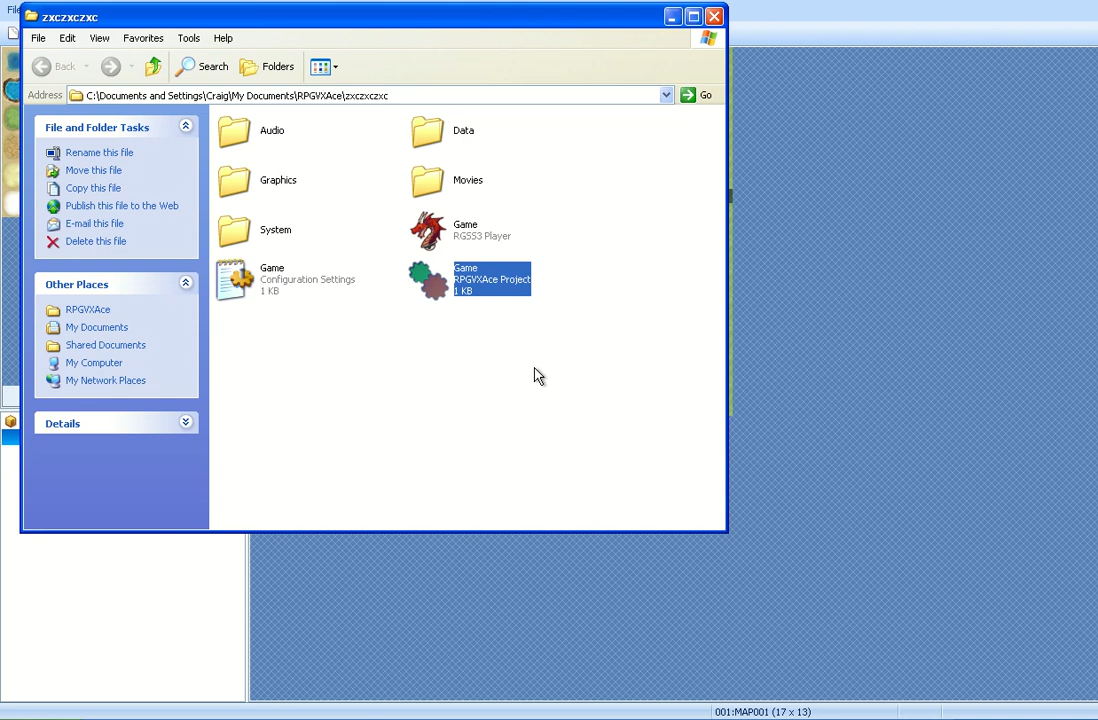 Fil
zxczxczxc
File Edit View Favorites Tools Help
Back Search Folders
Address C:\Documents and Settings\Craig\My Documents\RPGVXAce\zxczxczxc Go
File and Folder Tasks
Rename this file
Move this file
Copy this file
Publish this file to the Web
E-mail this file
Delete this file
Other Places
RPGVXAce
My Documents
Shared Documents
My Computer
My Network Places
Details
Audio
Data
Graphics
Movies
System
Game
RGSS3 Player
Game
Configuration Settings
1 KB
Game
RPGVXAce Project
1 KB
001:MAP001 (17 x 13)